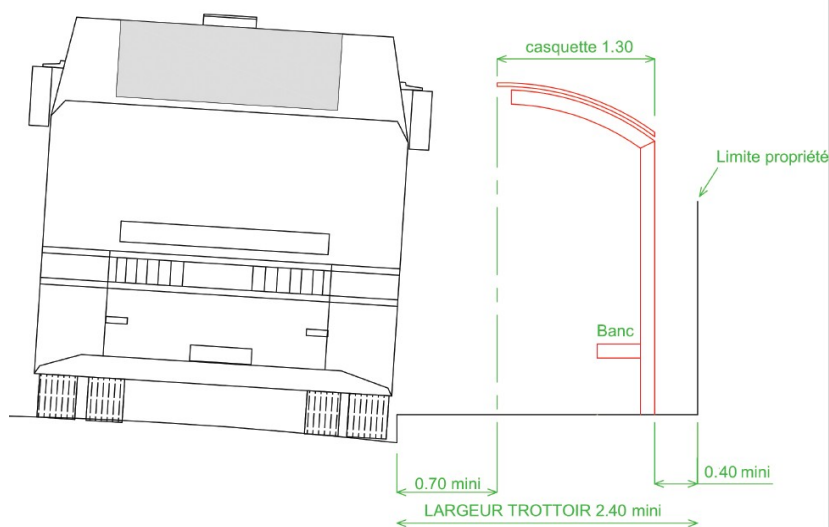 casquette 1.30
Limite propriété
Banc
0.70 mini
0.40 mini
LARGEUR TROTTOIR 2.40 mini